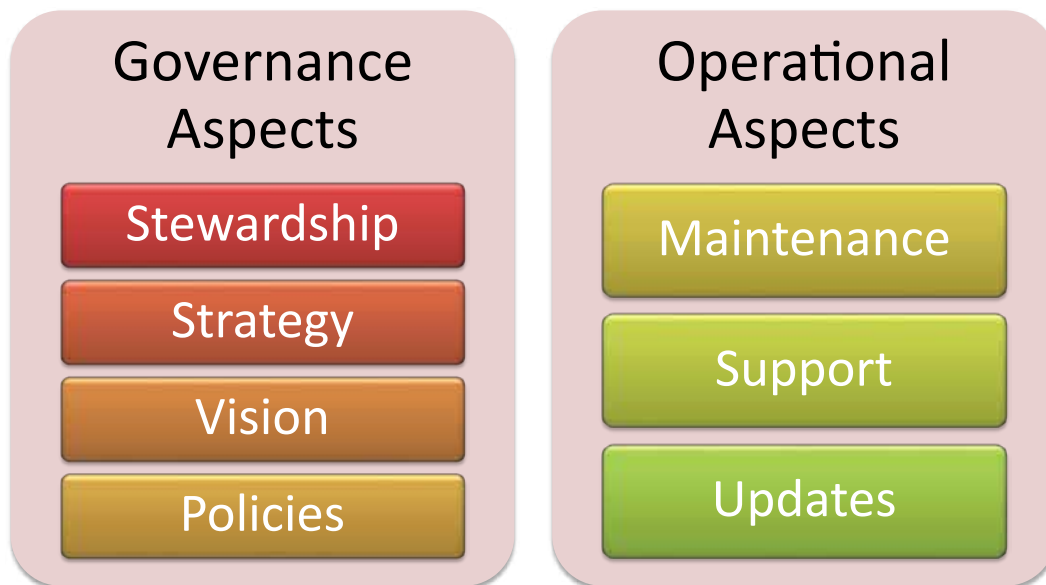 Governance
Aspects
Stewardship
Strategy
Vision
Policies
Operational
Aspects
Maintenance
Support
Updates